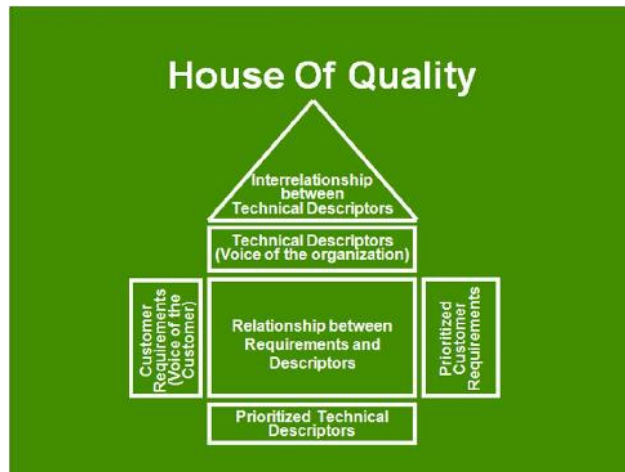 House Of Quality
Interrelationship
between
Technical Descriptors
Technical Descriptors
(Voice of the organization)
Customer
Requirements
(Voice of the
Customer)
Relationship between
Requirements and
Descriptors
Prioritized
Customer
Requirements
Prioritized Technical
Descriptors